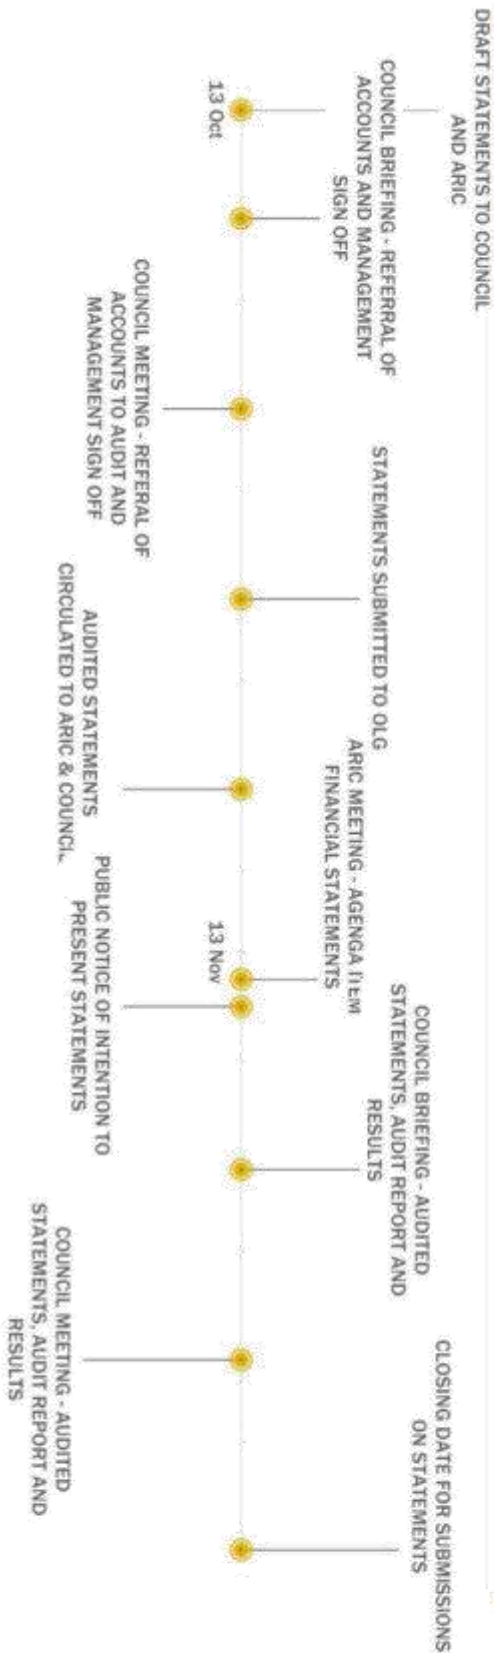 DRAFT STATEMENTS TO COUNCIL
AND ARIC
13 Oct
COUNCIL BRIEFING - REFERRAL OF
ACCOUNTS AND MANAGEMENT
SIGN OFF
COUNCIL MEETING - REFERAL OF
ACCOUNTS TO AUDIT AND
MANAGEMENT SIGN OFF
STATEMENTS SUBMITTED TO OLG
AUDITED STATEMENTS
CIRCULATED TO ARIC & COUNCIL
ARIC MEETING - AGENGA ITEM
FINANCIAL STATEMENTS
13 Nov
PUBLIC NOTICE OF INTENTION TO
PRESENT STATEMENTS
COUNCIL BRIEFING - AUDITED
STATEMENTS, AUDIT REPORT AND
RESULTS
COUNCIL MEETING - AUDITED
STATEMENTS, AUDIT REPORT AND
RESULTS
CLOSING DATE FOR SUBMISSIONS
ON STATEMENTS